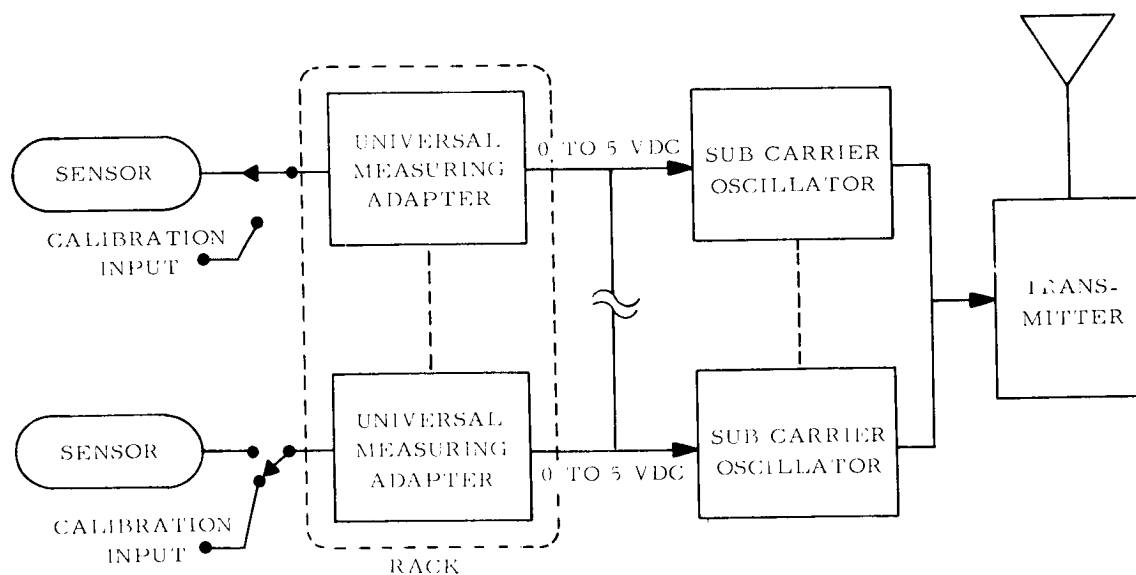 SENSOR
CALIBRATION
INPUT
UNIVERSAL
MEASURING
ADAPTER
0 TO 5 VDC
SUB CARRIER
OSCILLATOR
TRANS-
MITTER
SENSOR
CALIBRATION
INPUT
UNIVERSAL
MEASURING
ADAPTER
0 TO 5 VDC
SUB CARRIER
OSCILLATOR
RACK